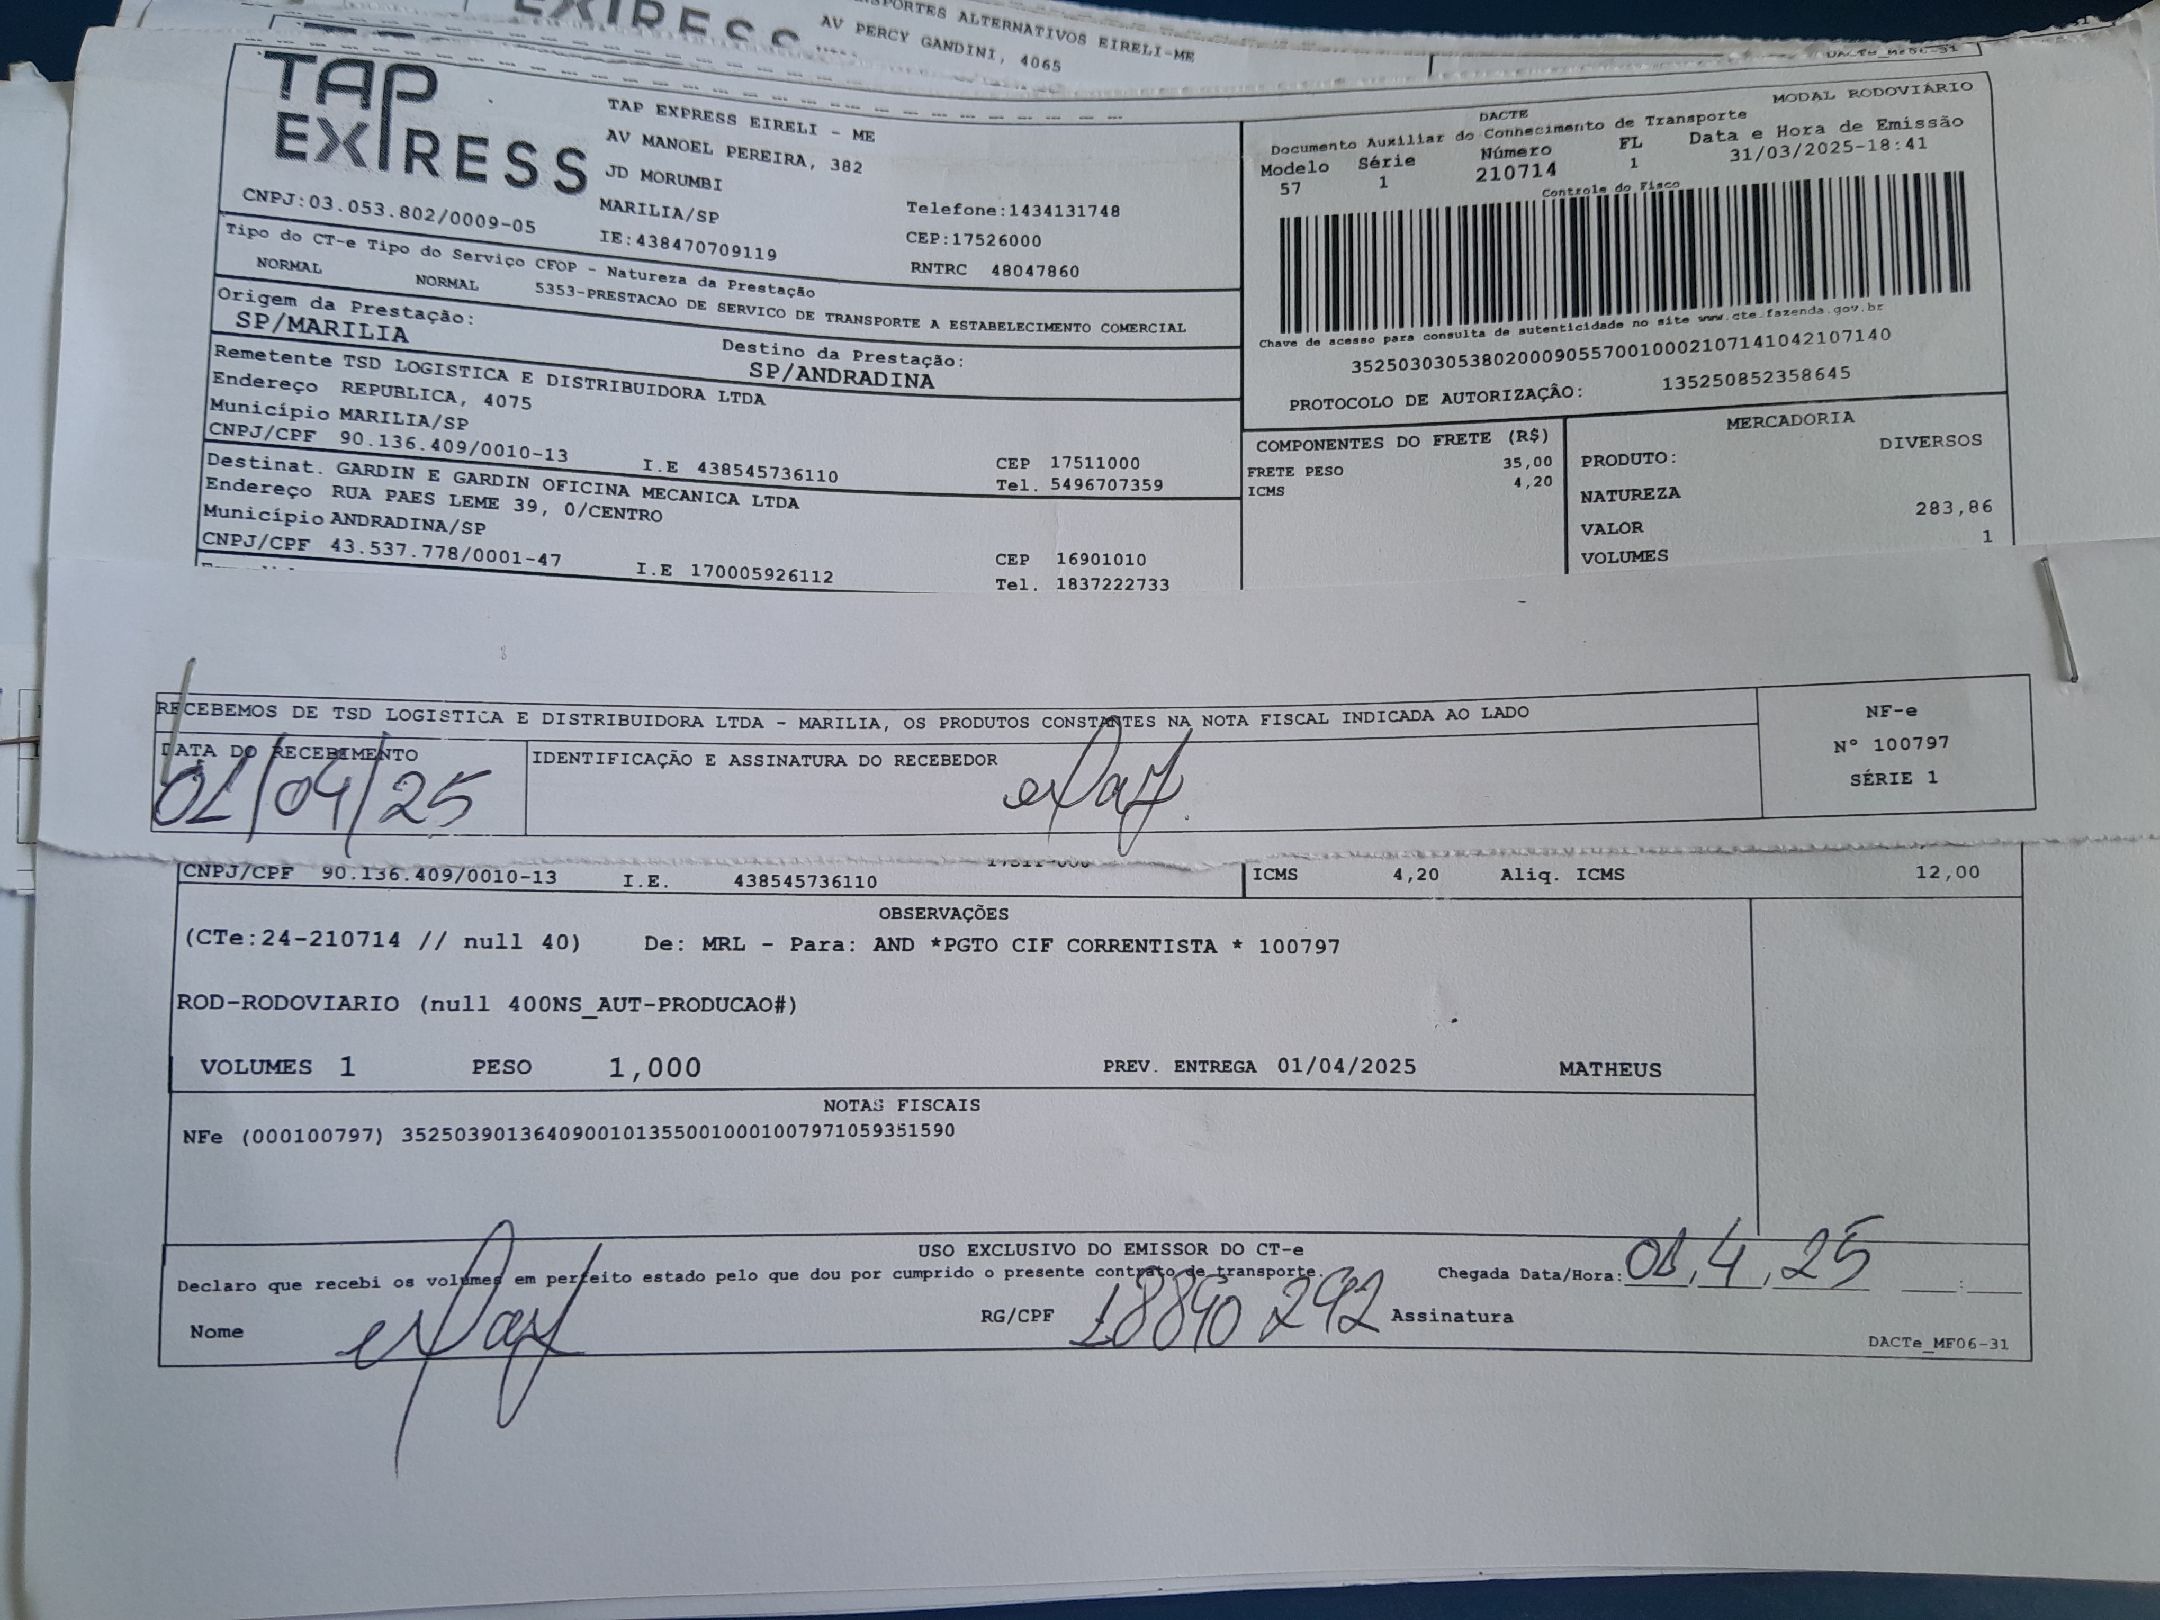 PORTES ALTERNATIVOS EIRELI-ME
AV PERCY GANDINI, 4065
DACTe_MF06-31
TAP EXPRESS
TAP EXPRESS EIRELI - ME
AV MANOEL PEREIRA, 382
JD MORUMBI
MARILIA/SP
CNPJ:03.053.802/0009-05
IE:438470709119
Telefone:1434131748
CEP:17526000
RNTRC 48047860
DACTE
MODAL RODOVIÁRIO
Documento Auxiliar do Conhecimento de Transporte
Modelo Série Número FL Data e Hora de Emissão
57 1 210714 1 31/03/2025-18:41
Controle do Fisco
Chave de acesso para consulta de autenticidade no site www.cte.fazenda.gov.br
35250303053802000905570010002107141042107140
PROTOCOLO DE AUTORIZAÇÂO: 135250852358645
Tipo do CT-e Tipo do Serviço CFOP - Natureza da Prestação
NORMAL NORMAL 5353-PRESTACAO DE SERVICO DE TRANSPORTE A ESTABELECIMENTO COMERCIAL
Origem da Prestação: Destino da Prestação:
SP/MARILIA SP/ANDRADINA
Remetente TSD LOGISTICA E DISTRIBUIDORA LTDA
Endereço REPUBLICA, 4075
Município MARILIA/SP CEP 17511000
CNPJ/CPF 90.136.409/0010-13 I.E 438545736110 Tel. 5496707359
Destinat. GARDIN E GARDIN OFICINA MECANICA LTDA
Endereço RUA PAES LEME 39, 0/CENTRO
Município ANDRADINA/SP CEP 16901010
CNPJ/CPF 43.537.778/0001-47 I.E 170005926112 Tel. 1837222733
COMPONENTES DO FRETE (R$)
FRETE PESO 35,00
ICMS 4,20
MERCADORIA
PRODUTO: DIVERSOS
NATUREZA
VALOR 283,86
VOLUMES 1
RECEBEMOS DE TSD LOGISTICA E DISTRIBUIDORA LTDA - MARILIA, OS PRODUTOS CONSTANTES NA NOTA FISCAL INDICADA AO LADO
DATA DO RECEBIMENTO
01/04/25
IDENTIFICAÇÃO E ASSINATURA DO RECEBEDOR
NF-e
N° 100797
SÉRIE 1
17511-000
CNPJ/CPF 90.136.409/0010-13 I.E. 438545736110 ICMS 4,20 Aliq. ICMS 12,00
OBSERVAÇÕES
(CTe:24-210714 // null 40) De: MRL - Para: AND *PGTO CIF CORRENTISTA * 100797
ROD-RODOVIARIO (null 400NS_AUT-PRODUCAO#)
VOLUMES 1 PESO 1,000 PREV. ENTREGA 01/04/2025 MATHEUS
NOTAS FISCAIS
NFe (000100797) 35250390136409001013550010001007971059351590
USO EXCLUSIVO DO EMISSOR DO CT-e
Declaro que recebi os volumes em perfeito estado pelo que dou por cumprido o presente contrato de transporte. Chegada Data/Hora: 01,4,25
Nome RG/CPF 18890292 Assinatura
DACTe_MF06-31